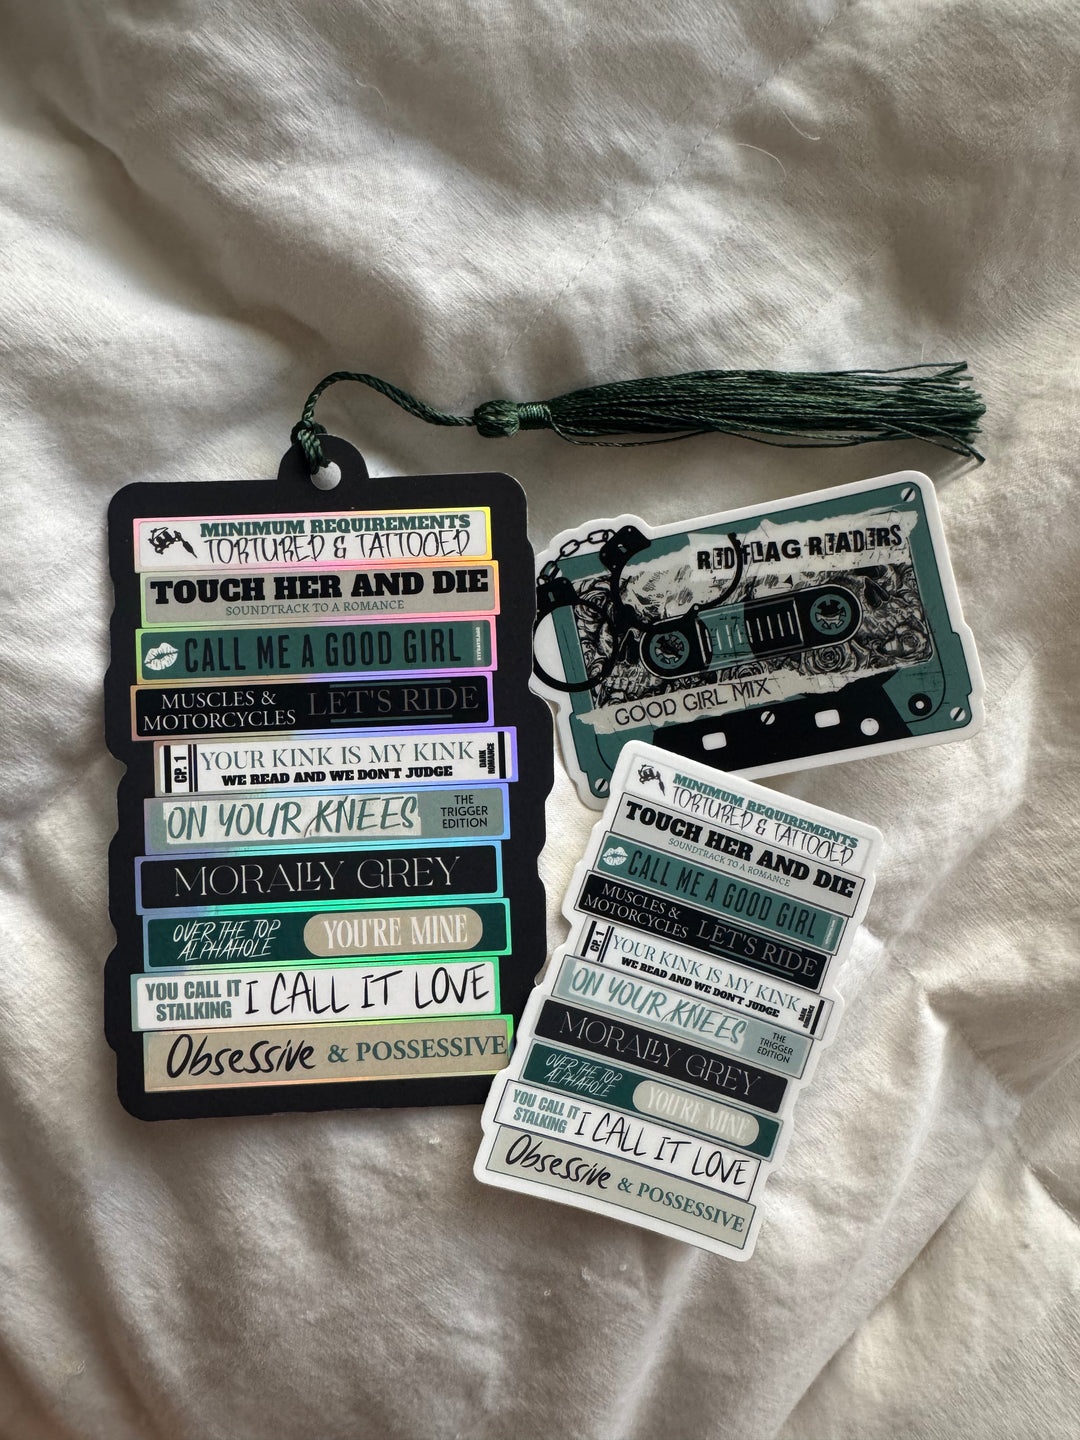 MINIMUM REQUIREMENTS
TORTURED & TATTOOED
TOUCH HER AND DIE
SOUNDTRACK TO A ROMANCE
CALL ME A GOOD GIRL
MUSCLES &
MOTORCYCLES
LET'S RIDE
CP. 1
YOUR KINK IS MY KINK
WE READ AND WE DON'T JUDGE
DARK
ROMANCE
ON YOUR KNEES
THE
TRIGGER
EDITION
MORALLY GREY
OVER THE TOP
ALPHAHOLE
YOU'RE MINE
YOU CALL IT
STALKING
I CALL IT LOVE
Obsessive & POSSESSIVE
RED FLAG READERS
GOOD GIRL MIX
MINIMUM REQUIREMENTS
TORTURED & TATTOOED
TOUCH HER AND DIE
SOUNDTRACK TO A ROMANCE
CALL ME A GOOD GIRL
MUSCLES &
MOTORCYCLES
LET'S RIDE
CP. 1
YOUR KINK IS MY KINK
WE READ AND WE DON'T JUDGE
DARK
ROMANCE
ON YOUR KNEES
THE
TRIGGER
EDITION
MORALLY GREY
OVER THE TOP
ALPHAHOLE
YOU'RE MINE
YOU CALL IT
STALKING
I CALL IT LOVE
Obsessive & POSSESSIVE